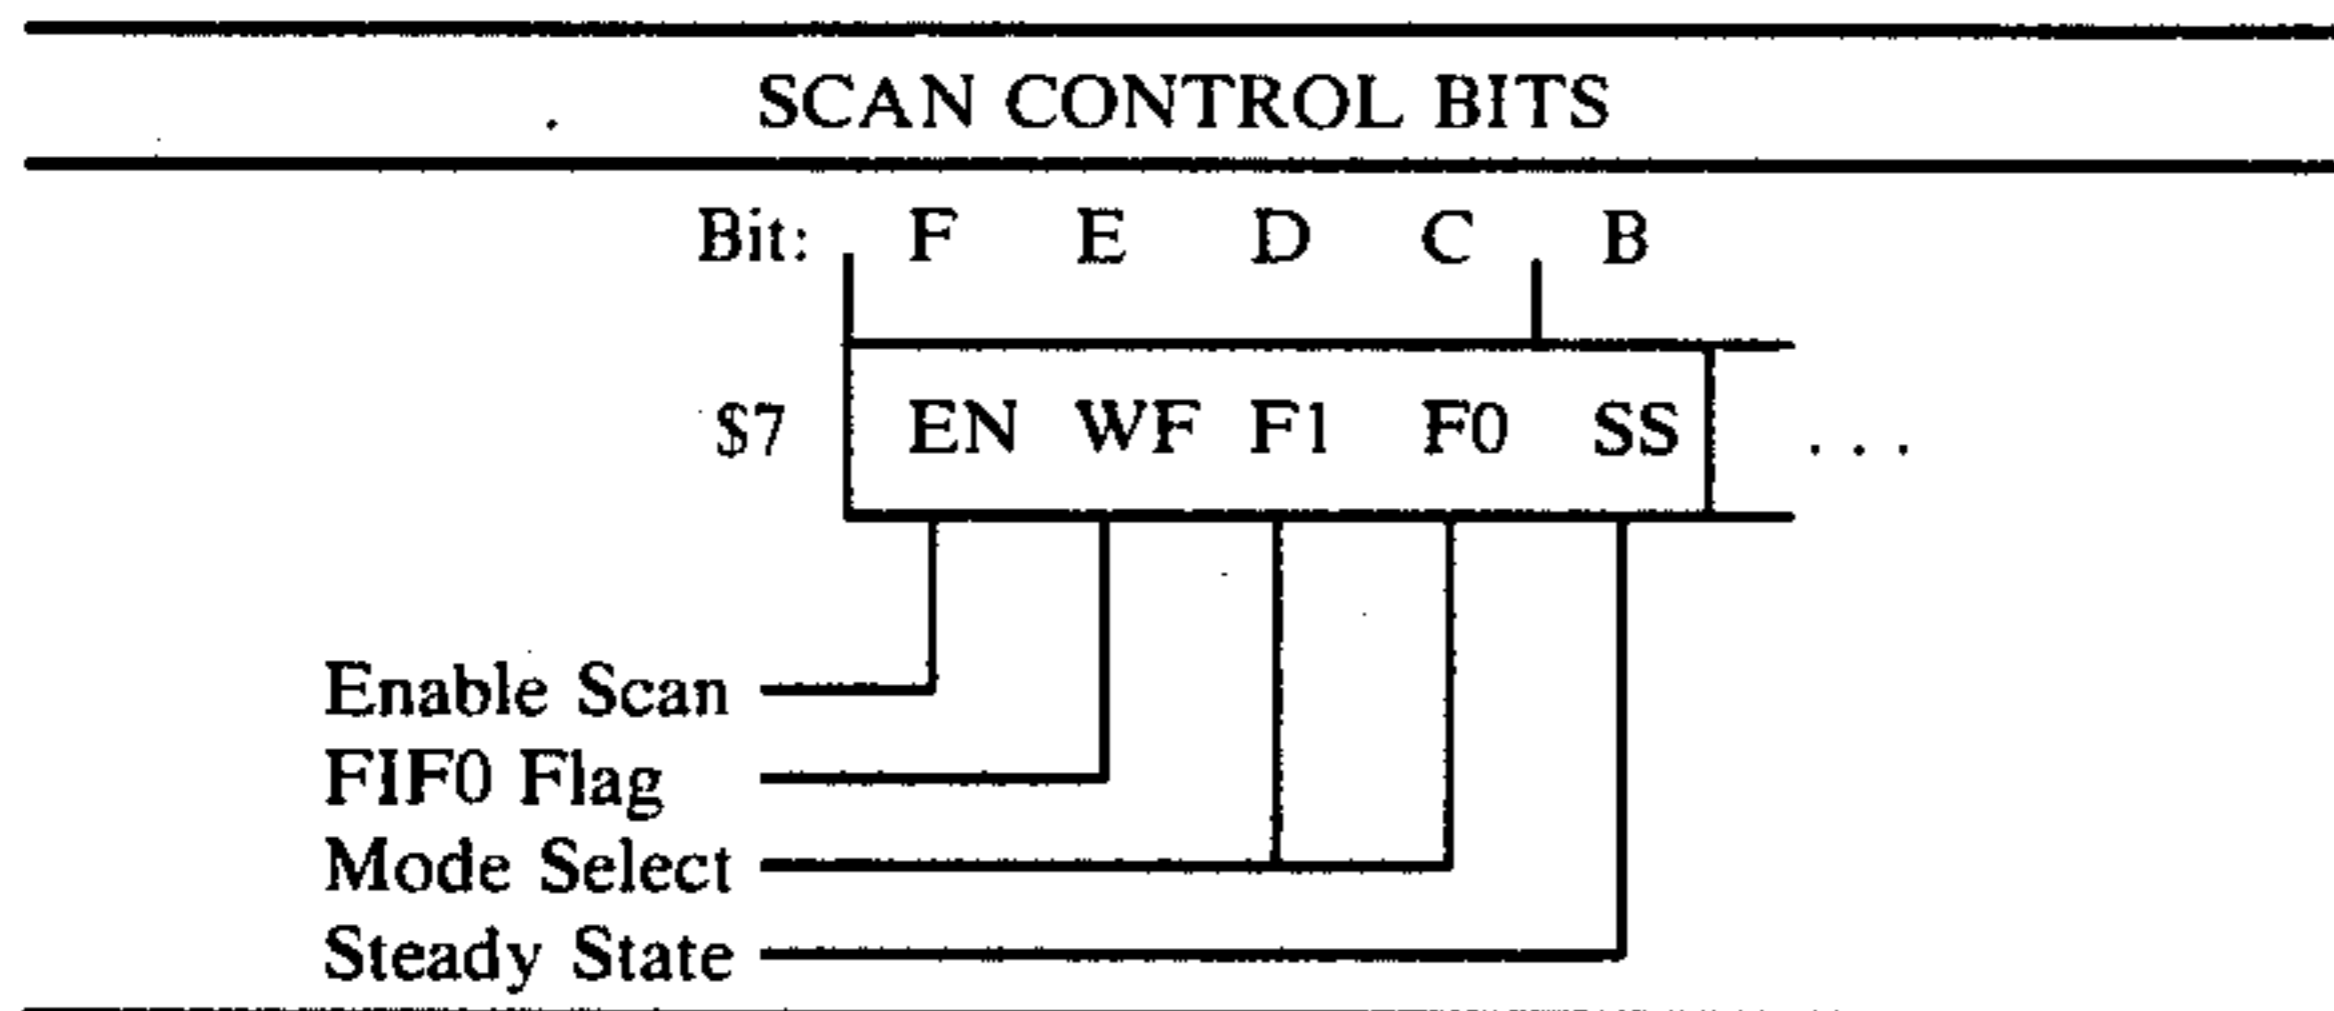 SCAN CONTROL BITS
Bit: F E D C B
$7 EN WF F1 F0 SS ...
Enable Scan
FIF0 Flag
Mode Select
Steady State